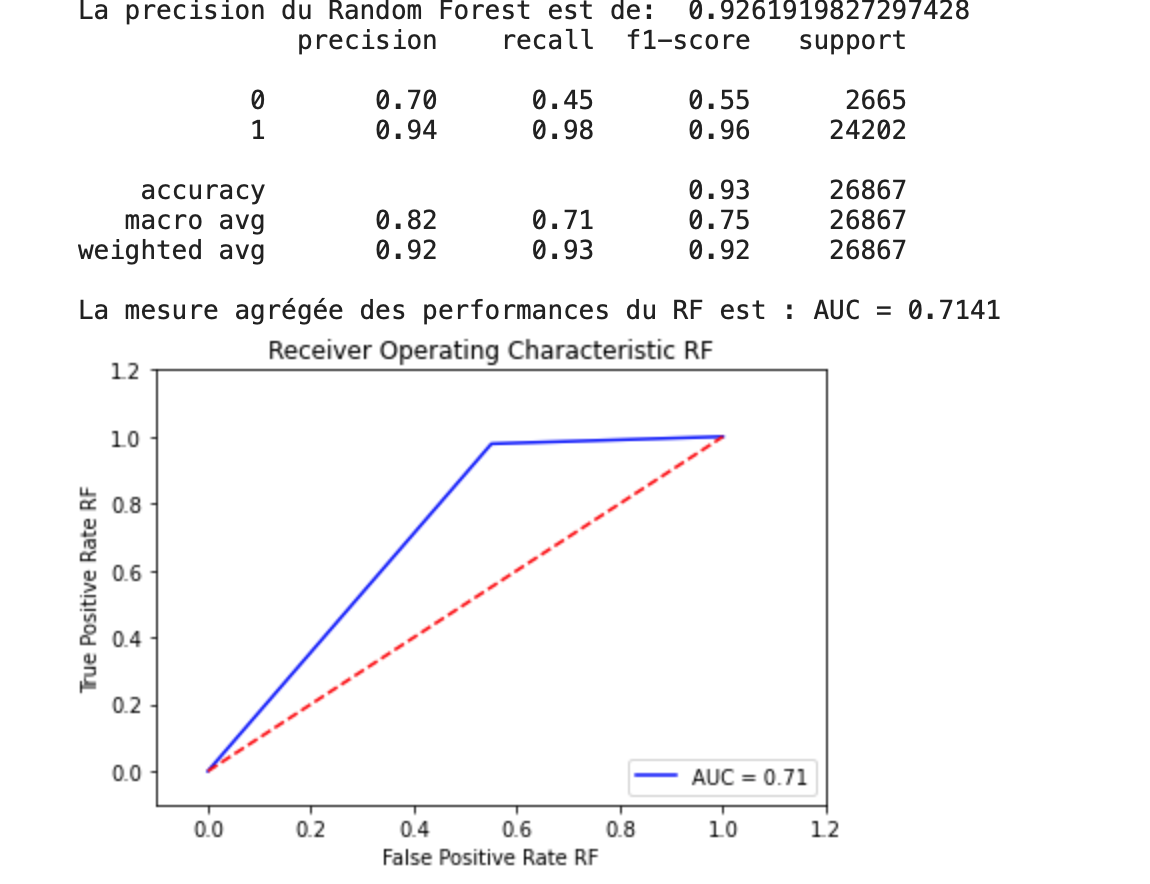 La precision du Random Forest est de: 0.9261919827297428
precision recall f1-score support
0 0.70 0.45 0.55 2665
1 0.94 0.98 0.96 24202
accuracy 0.93 26867
macro avg 0.82 0.71 0.75 26867
weighted avg 0.92 0.93 0.92 26867
La mesure agrégée des performances du RF est : AUC = 0.7141
Receiver Operating Characteristic RF
1.2
1.0
0.8
0.6
0.4
0.2
0.0
True Positive Rate RF
AUC = 0.71
0.0 0.2 0.4 0.6 0.8 1.0 1.2
False Positive Rate RF